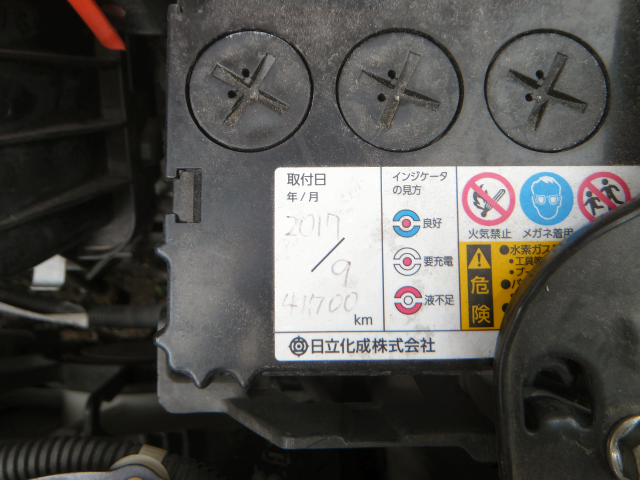 取付日
年/月
2017
/
9
41700
km
インジケータ
の見方
良好
要充電
液不足
火気禁止
メガネ着用
危険
●水素ガス
日立化成株式会社